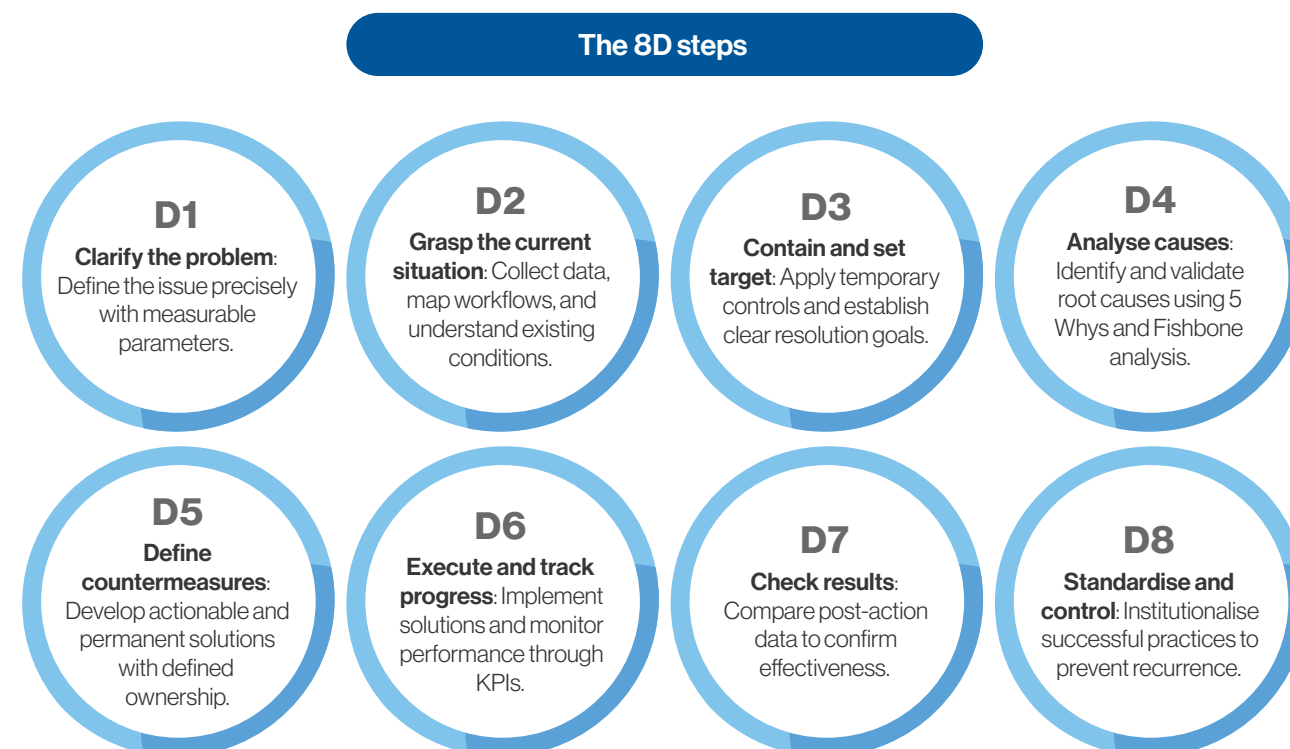 The 8D steps
D1
Clarify the problem:
Define the issue precisely
with measurable
parameters.
D2
Grasp the current
situation: Collect data,
map workflows, and
understand existing
conditions.
D3
Contain and set
target: Apply temporary
controls and establish
clear resolution goals.
D4
Analyse causes:
Identify and validate
root causes using 5
Whys and Fishbone
analysis.
D5
Define
countermeasures:
Develop actionable and
permanent solutions
with defined
ownership.
D6
Execute and track
progress: Implement
solutions and monitor
performance through
KPIs.
D7
Check results:
Compare post-action
data to confirm
effectiveness.
D8
Standardise and
control: Institutionalise
successful practices to
prevent recurrence.